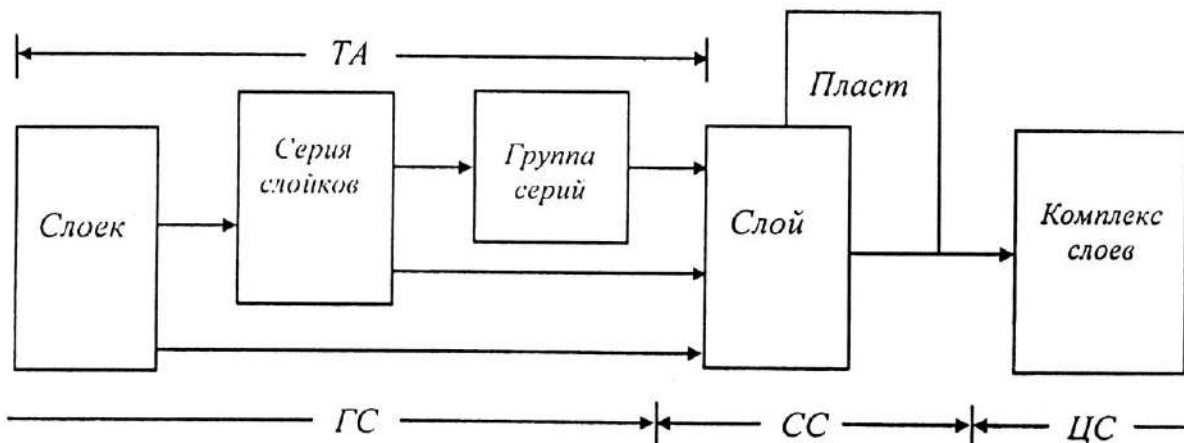 ТА
Пласт
Серия
слойков
Группа
серий
Слоек
Слой
Комплекс
слоев
ГС
СС
ЦС